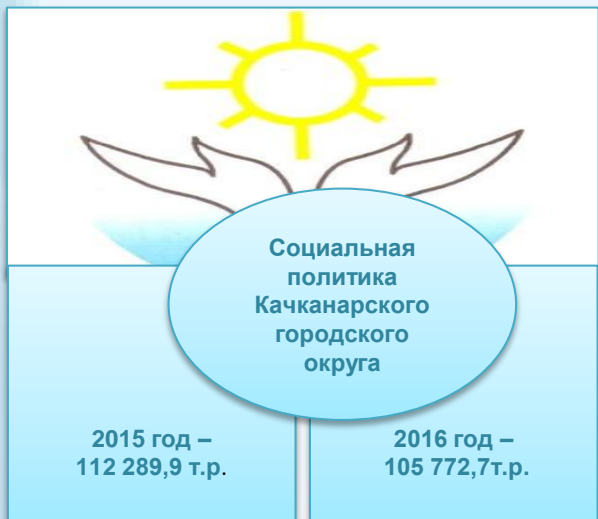 Социальная
политика
Качканарского
городского
округа
2015 год –
112 289,9 т.р.
2016 год –
105 772,7т.р.